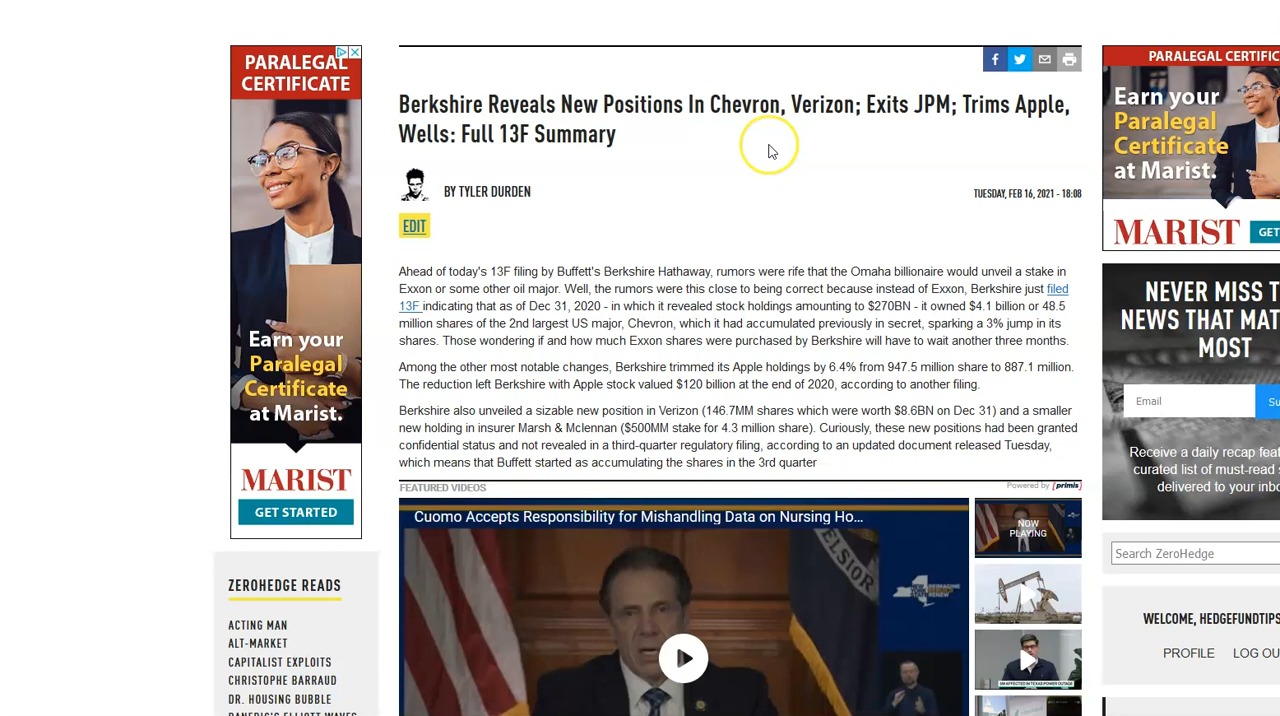 PARALEGAL
CERTIFICATE
Earn your
Paralegal
Certificate
at Marist.
MARIST
GET STARTED
ZEROHEDGE READS
ACTING MAN
ALT-MARKET
CAPITALIST EXPLOITS
CHRISTOPHE BARRAUD
DR. HOUSING BUBBLE
Berkshire Reveals New Positions In Chevron, Verizon; Exits JPM; Trims Apple,
Wells: Full 13F Summary
BY TYLER DURDEN
TUESDAY, FEB 16, 2021 - 18:08
EDIT
Ahead of today's 13F filing by Buffett's Berkshire Hathaway, rumors were rife that the Omaha billionaire would unveil a stake in
Exxon or some other oil major. Well, the rumors were this close to being correct because instead of Exxon, Berkshire just filed
13F indicating that as of Dec 31, 2020 - in which it revealed stock holdings amounting to $270BN - it owned $4.1 billion or 48.5
million shares of the 2nd largest US major, Chevron, which it had accumulated previously in secret, sparking a 3% jump in its
shares. Those wondering if and how much Exxon shares were purchased by Berkshire will have to wait another three months.
Among the other most notable changes, Berkshire trimmed its Apple holdings by 6.4% from 947.5 million share to 887.1 million.
The reduction left Berkshire with Apple stock valued $120 billion at the end of 2020, according to another filing.
Berkshire also unveiled a sizable new position in Verizon (146.7MM shares which were worth $8.6BN on Dec 31) and a smaller
new holding in insurer Marsh & Mclennan ($500MM stake for 4.3 million share). Curiously, these new positions had been granted
confidential status and not revealed in a third-quarter regulatory filing, according to an updated document released Tuesday,
which means that Buffett started as accumulating the shares in the 3rd quarter
FEATURED VIDEOS
Powered by [primis]
Cuomo Accepts Responsibility for Mishandling Data on Nursing Ho...
NOW
PLAYING
PARALEGAL CERTIFIC
Earn your
Paralegal
Certificate
at Marist.
MARIST
GET
NEVER MISS T
NEWS THAT MAT
MOST
Email
Su
Receive a daily recap fea
curated list of must-read s
delivered to your inbo
Search ZeroHedge
WELCOME, HEDGEFUNDTIPS
PROFILE
LOG OU